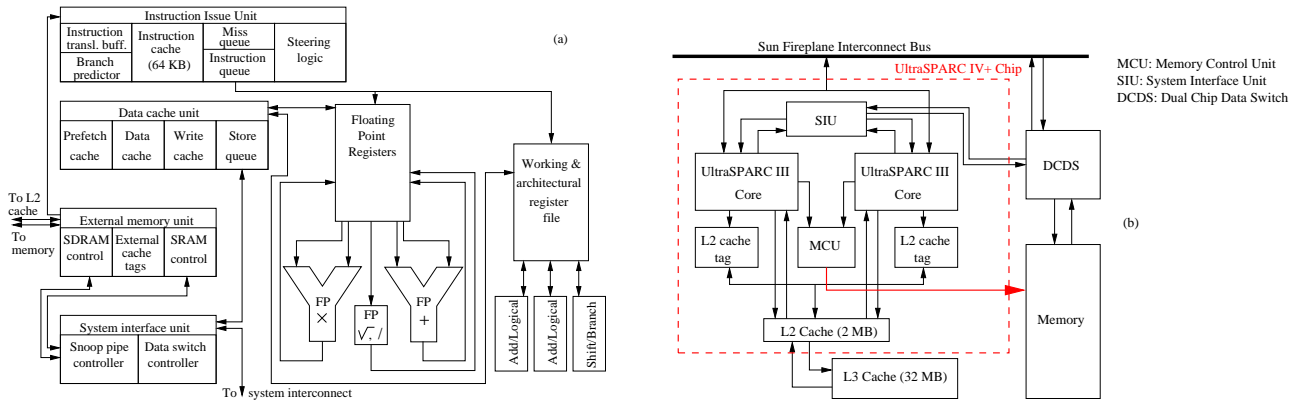 Instruction Issue Unit
Instruction
transl. buff.
Branch
predictor
Instruction
cache
(64 KB)
Miss
queue
Instruction
queue
Steering
logic
(a)
Data cache unit
Prefetch
cache
Data
cache
Write
cache
Store
queue
Floating
Point
Registers
Working &
architectural
register
file
To L2
cache
To
memory
External memory unit
SDRAM
control
External
cache
tags
SRAM
control
FP
×
FP
√, /
FP
+
Add/Logical
Add/Logical
Shift/Branch
System interface unit
Snoop pipe
controller
Data switch
controller
To system interconnect
Sun Fireplane Interconnect Bus
UltraSPARC IV+ Chip
MCU: Memory Control Unit
SIU: System Interface Unit
DCDS: Dual Chip Data Switch
SIU
UltraSPARC III
Core
UltraSPARC III
Core
DCDS
L2 cache
tag
MCU
L2 cache
tag
(b)
Memory
L2 Cache (2 MB)
L3 Cache (32 MB)